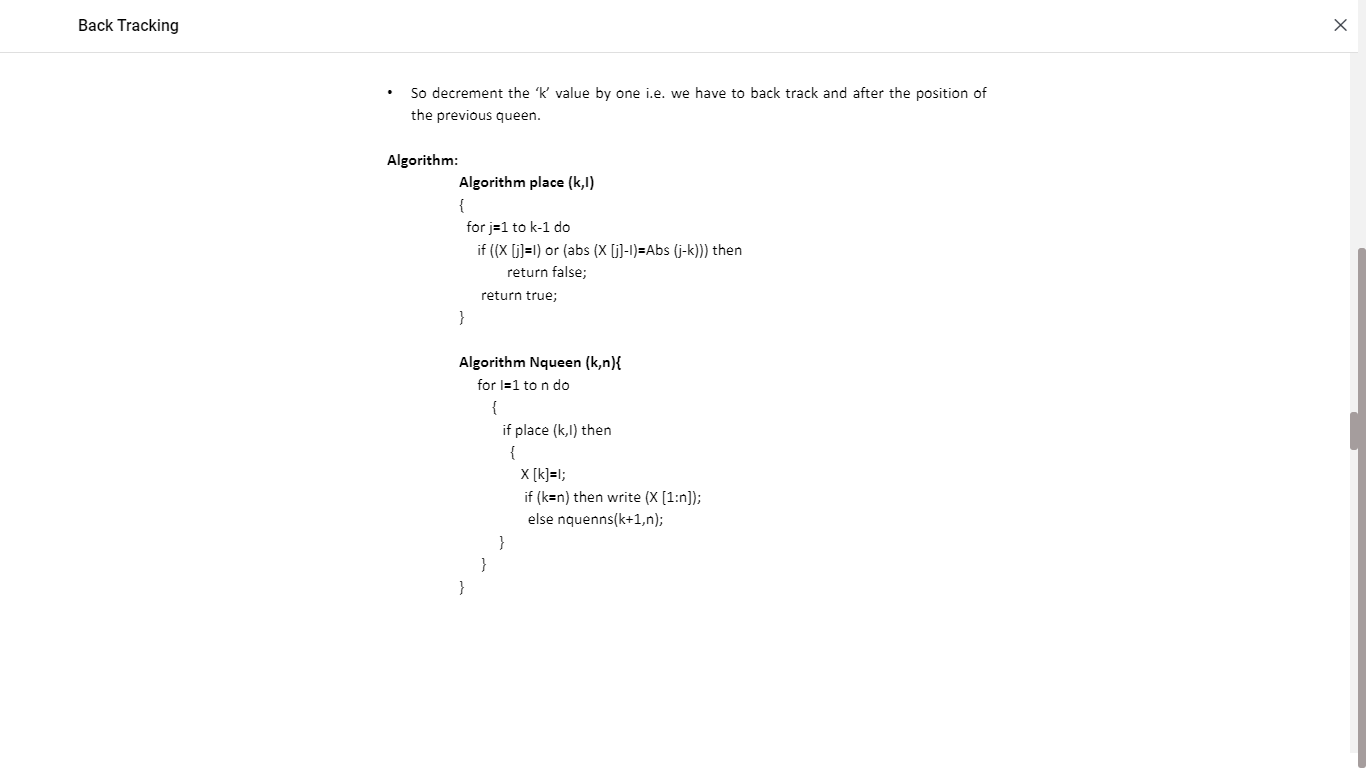 Back Tracking
• So decrement the ‘k’ value by one i.e. we have to back track and after the position of
the previous queen.
Algorithm:
Algorithm place (k,I)
{
for j=1 to k-1 do
if ((X [j]=I) or (abs (X [j]-I)=Abs (j-k))) then
return false;
return true;
}
Algorithm Nqueen (k,n){
for I=1 to n do
{
if place (k,I) then
{
X [k]=I;
if (k=n) then write (X [1:n]);
else nquenns(k+1,n);
}
}
}